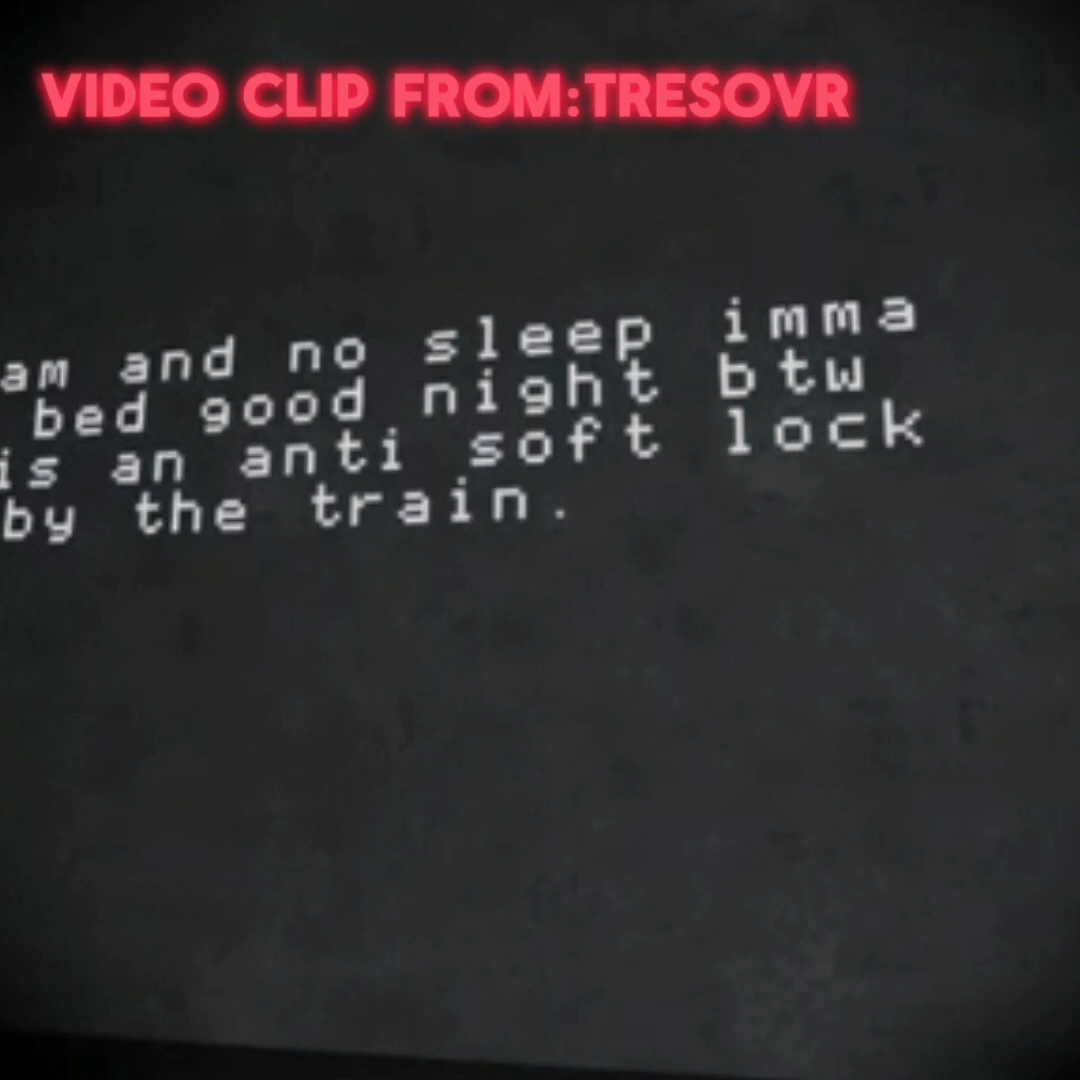 VIDEO CLIP FROM:TRESOVR
am and no sleep imma
bed good night btw
is an anti soft lock
by the train.